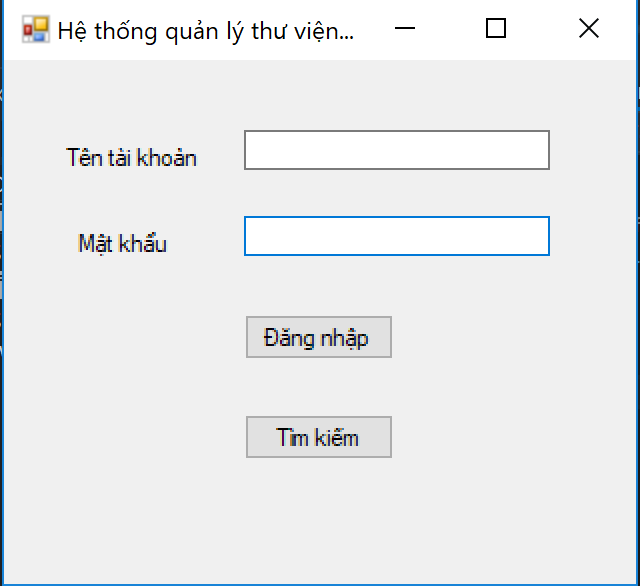 Hệ thống quản lý thư viện...
Tên tài khoản
Mật khẩu
Đăng nhập
Tìm kiếm